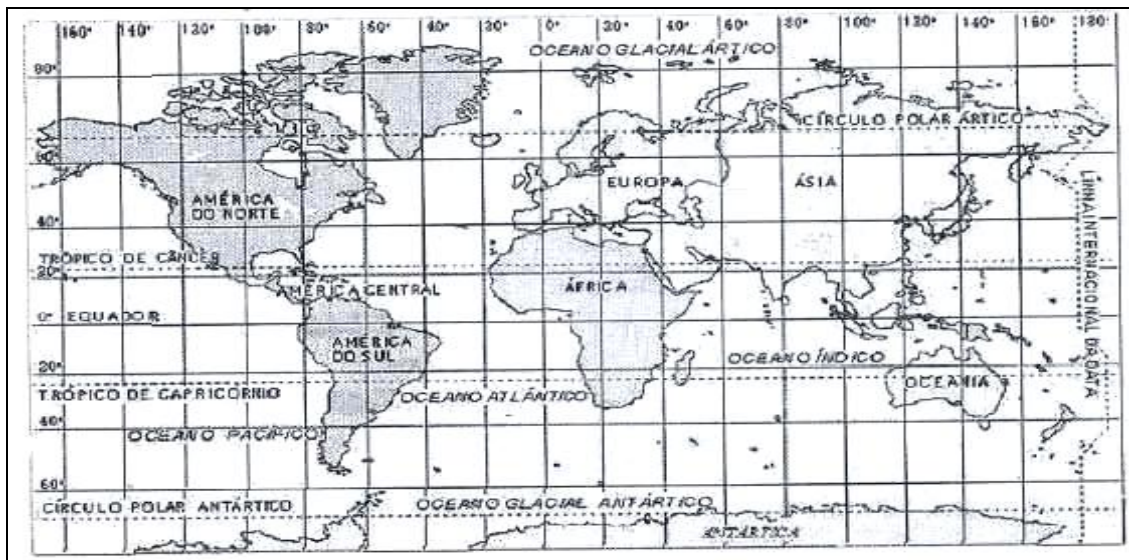 160° 140° 120° 100° 80° 60° 40° 20° 0° 20° 40° 60° 80° 100° 120° 140° 160° 180°
OCEANO GLACIAL ÁRTICO
80°
CÍRCULO POLAR ÁRTICO
60°
EUROPA
ÁSIA
AMÉRICA
DO NORTE
40°
TRÓPICO DE CÂNCER
20°
AMÉRICA CENTRAL
ÁFRICA
0° EQUADOR
AMÉRICA
DO SUL
OCEANO ÍNDICO
20°
TRÓPICO DE CAPRICÓRNIO
OCEANO ATLÁNTICO
OCEANIA
40°
OCEANO PACÍFICO
60°
CÍRCULO POLAR ANTÁRTICO
OCEANO GLACIAL ANTÁRTICO
ANTÁRTICA
LINHA INTERNACIONAL DA DATA